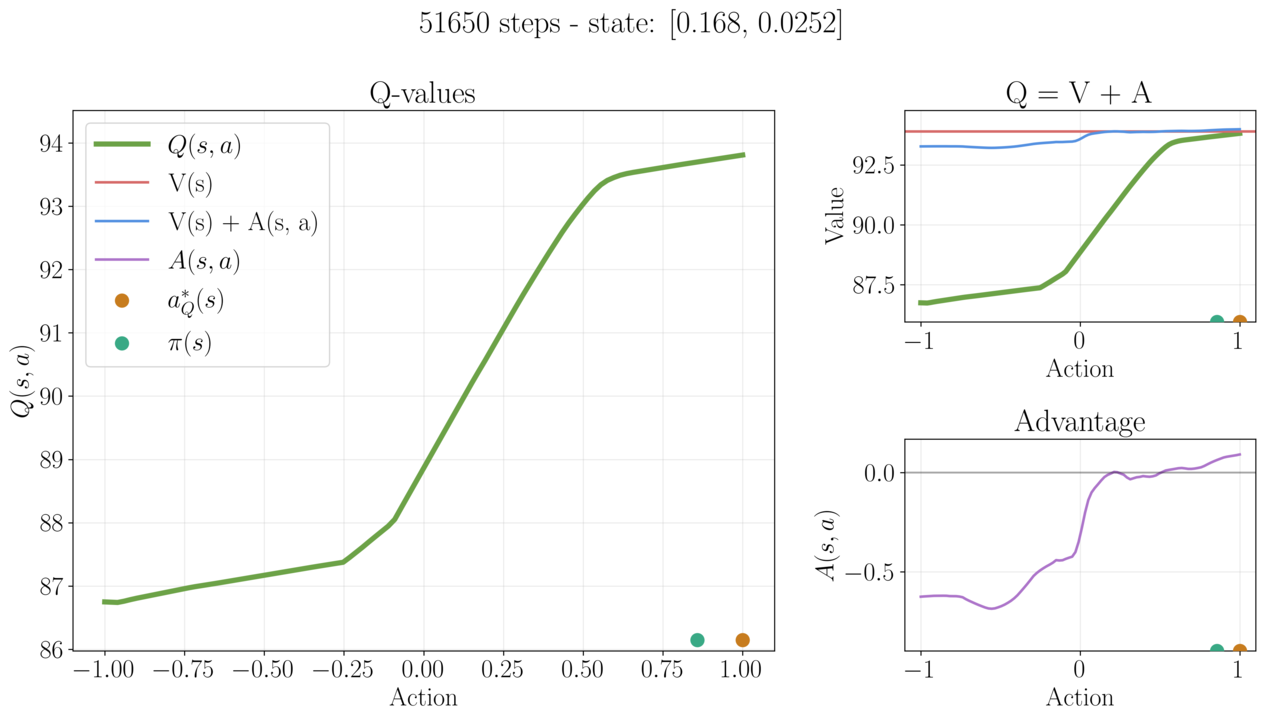 51650 steps - state: [0.168, 0.0252]
Q-values
Q(s, a)
94
93
92
91
90
89
88
87
86
−1.00 −0.75 −0.50 −0.25 0.00 0.25 0.50 0.75 1.00
Action
Q(s, a)
V(s)
V(s) + A(s, a)
A(s, a)
a*Q(s)
π(s)
Q = V + A
Value
92.5
90.0
87.5
−1 0 1
Action
Advantage
A(s, a)
0.0
−0.5
−1 0 1
Action